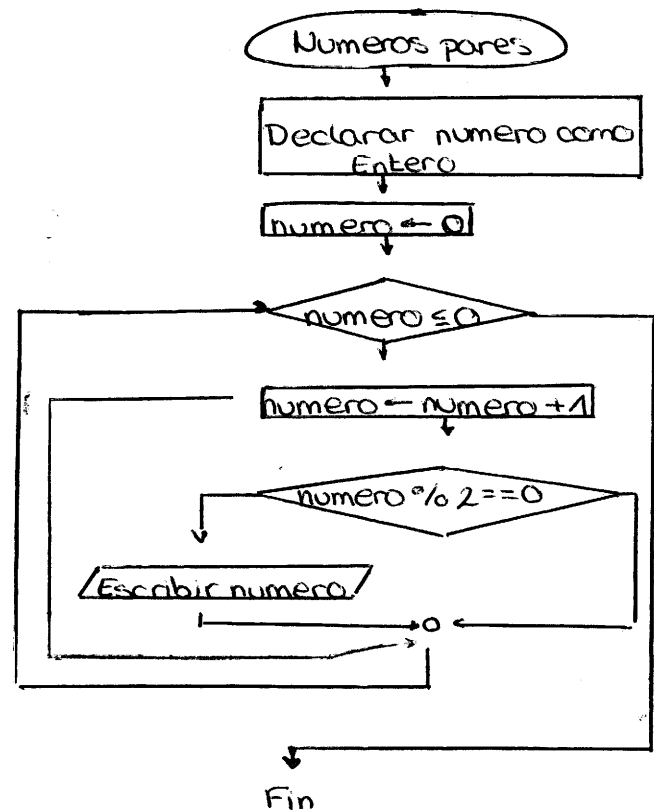 Numeros pares
Declarar numero como
Entero
numero ← 0
numero ≤ 0
numero ← numero + 1
numero % 2 == 0
Escribir numero
0
Fin